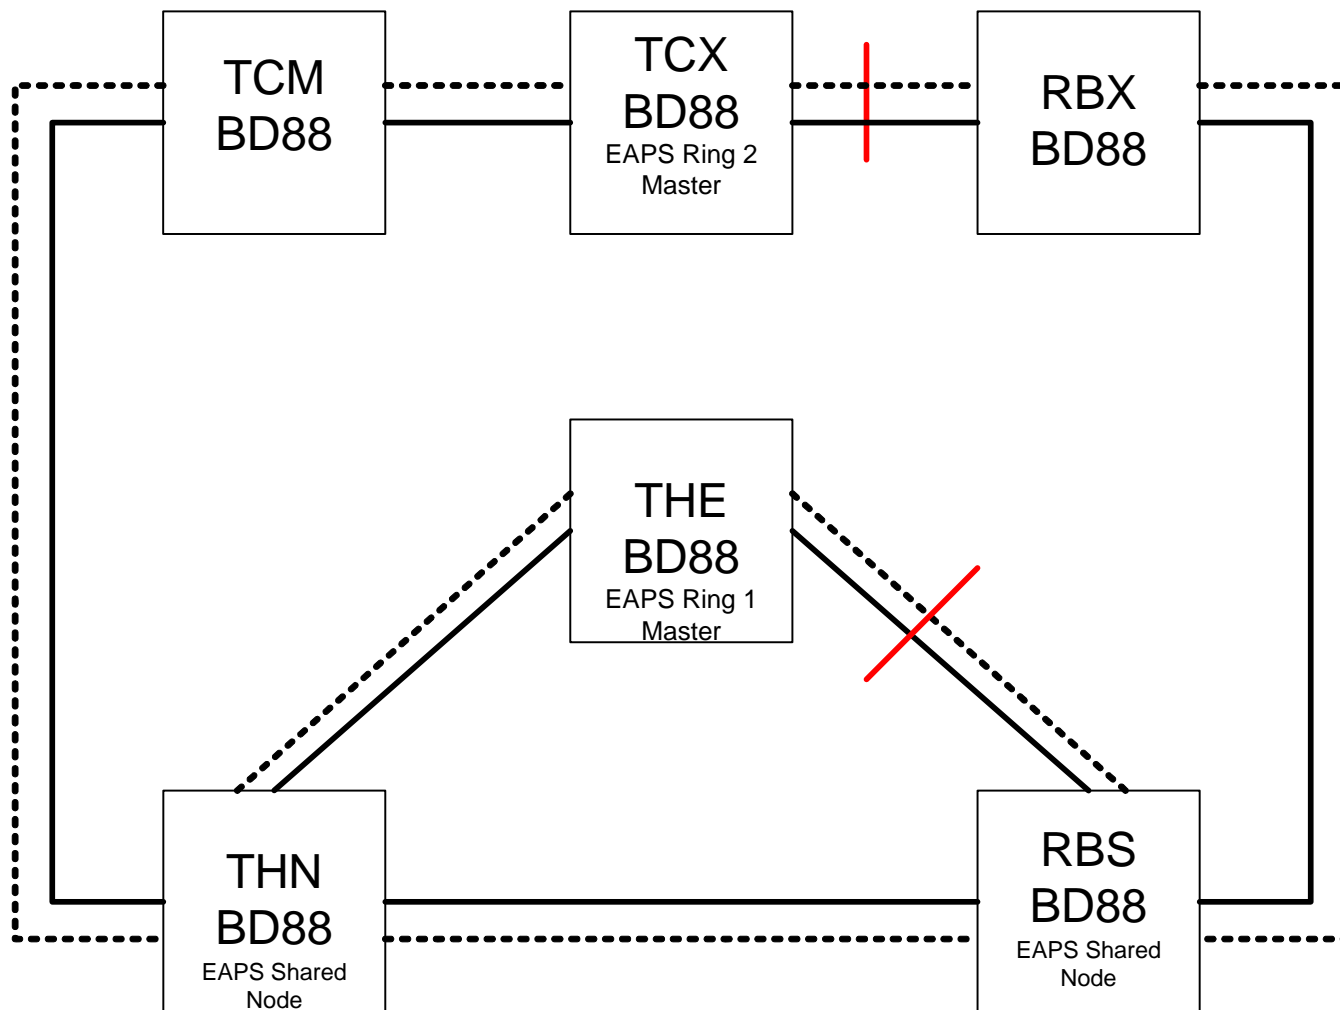 TCM
BD88
TCX
BD88
EAPS Ring 2
Master
RBX
BD88
THE
BD88
EAPS Ring 1
Master
THN
BD88
EAPS Shared
Node
RBS
BD88
EAPS Shared
Node